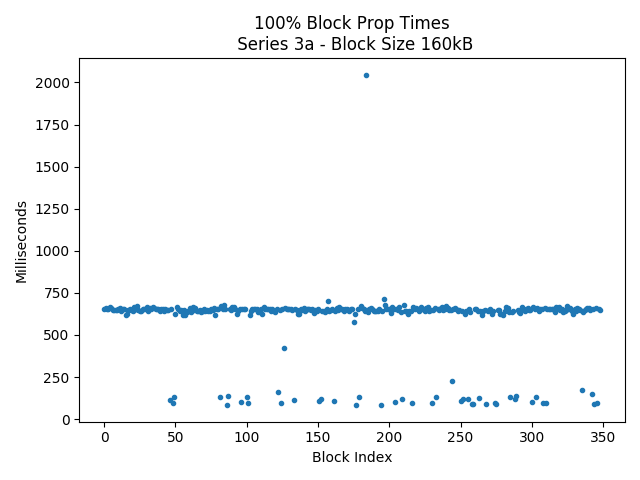 100% Block Prop Times
Series 3a - Block Size 160kB
2000
1750
1500
1250
1000
750
500
250
0
Milliseconds
0 50 100 150 200 250 300 350
Block Index